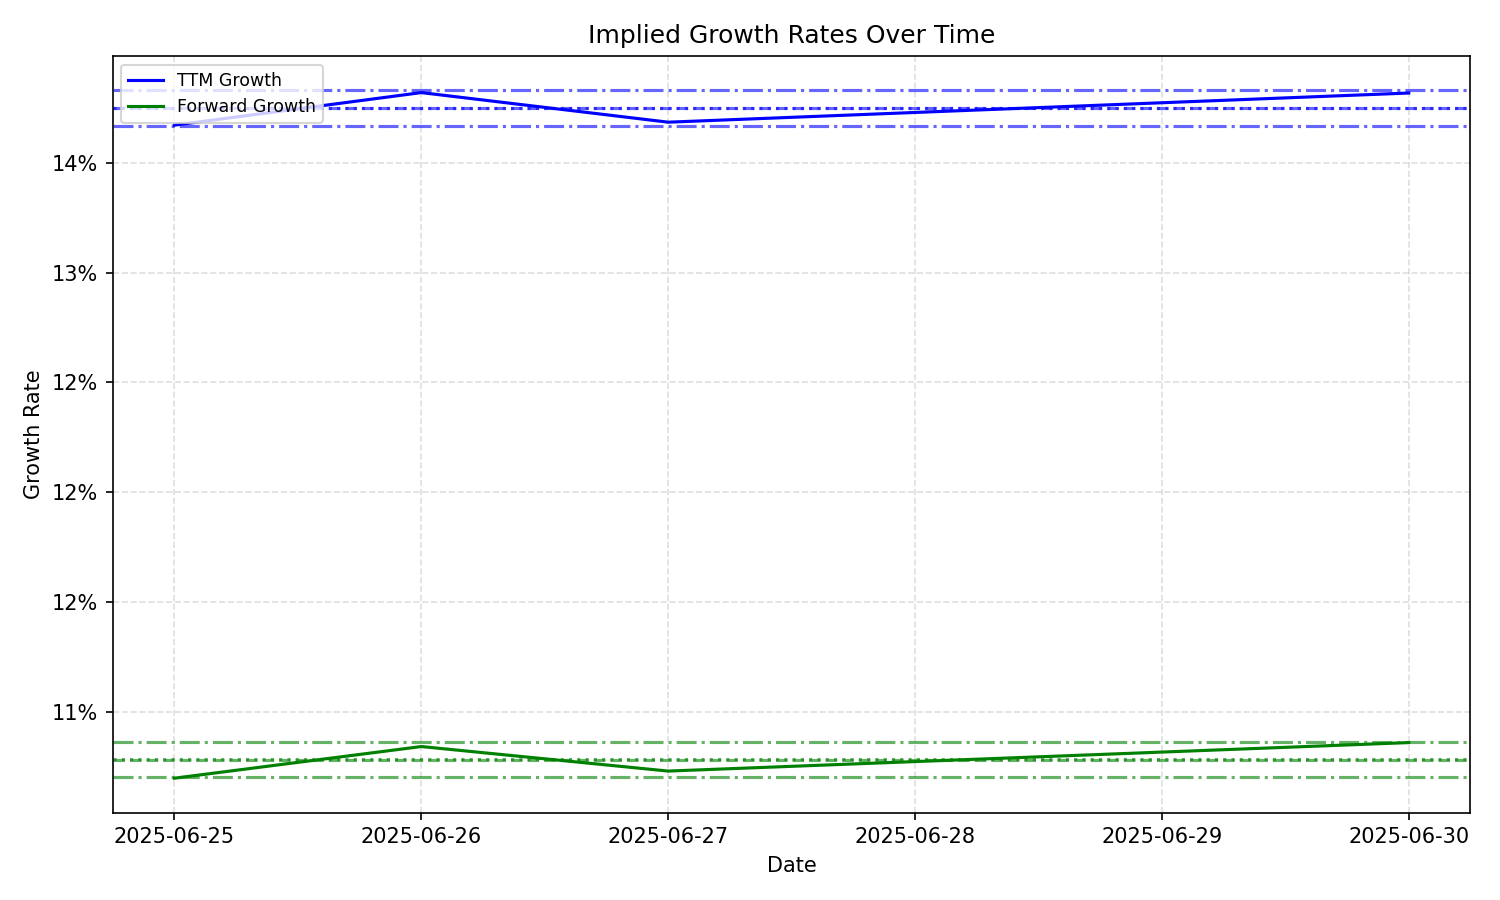 Implied Growth Rates Over Time
TTM Growth
Forward Growth
14%
13%
12%
12%
12%
11%
Growth Rate
2025-06-25
2025-06-26
2025-06-27
2025-06-28
2025-06-29
2025-06-30
Date